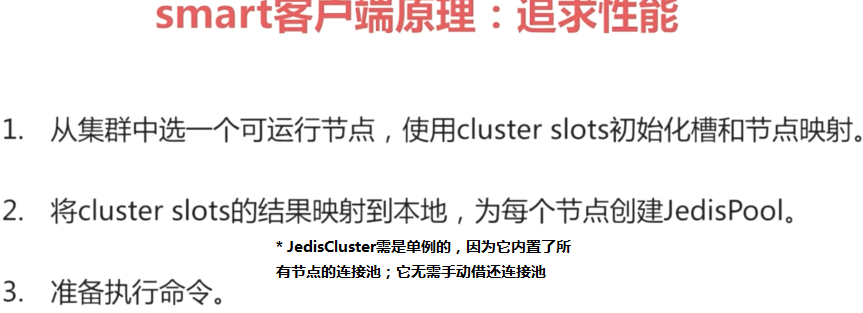 smart客户端原理：追求性能
1. 从集群中选一个可运行节点，使用cluster slots初始化槽和节点映射。
2. 将cluster slots的结果映射到本地，为每个节点创建JedisPool。
* JedisCluster需是单例的，因为它内置了所
有节点的连接池；它无需手动借还连接池
3. 准备执行命令。